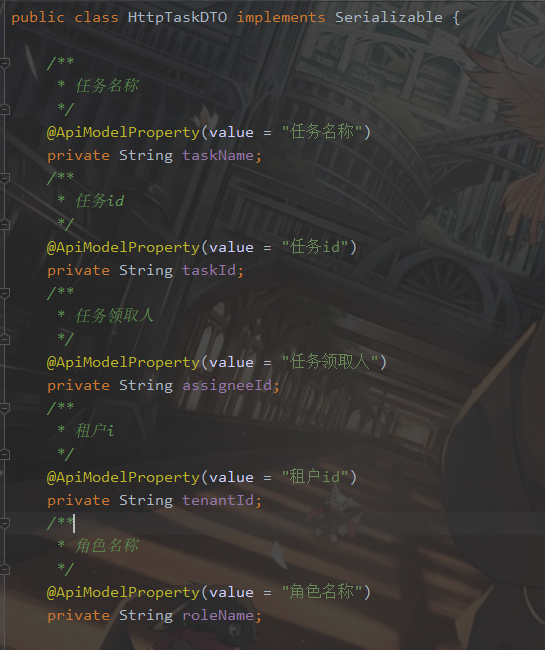 public class HttpTaskDTO implements Serializable {
/**
* 任务名称
*/
@ApiModelProperty(value = "任务名称")
private String taskName;
/**
* 任务id
*/
@ApiModelProperty(value = "任务id")
private String taskId;
/**
* 任务领取人
*/
@ApiModelProperty(value = "任务领取人")
private String assigneeId;
/**
* 租户i
*/
@ApiModelProperty(value = "租户id")
private String tenantId;
/**
* 角色名称
*/
@ApiModelProperty(value = "角色名称")
private String roleName;